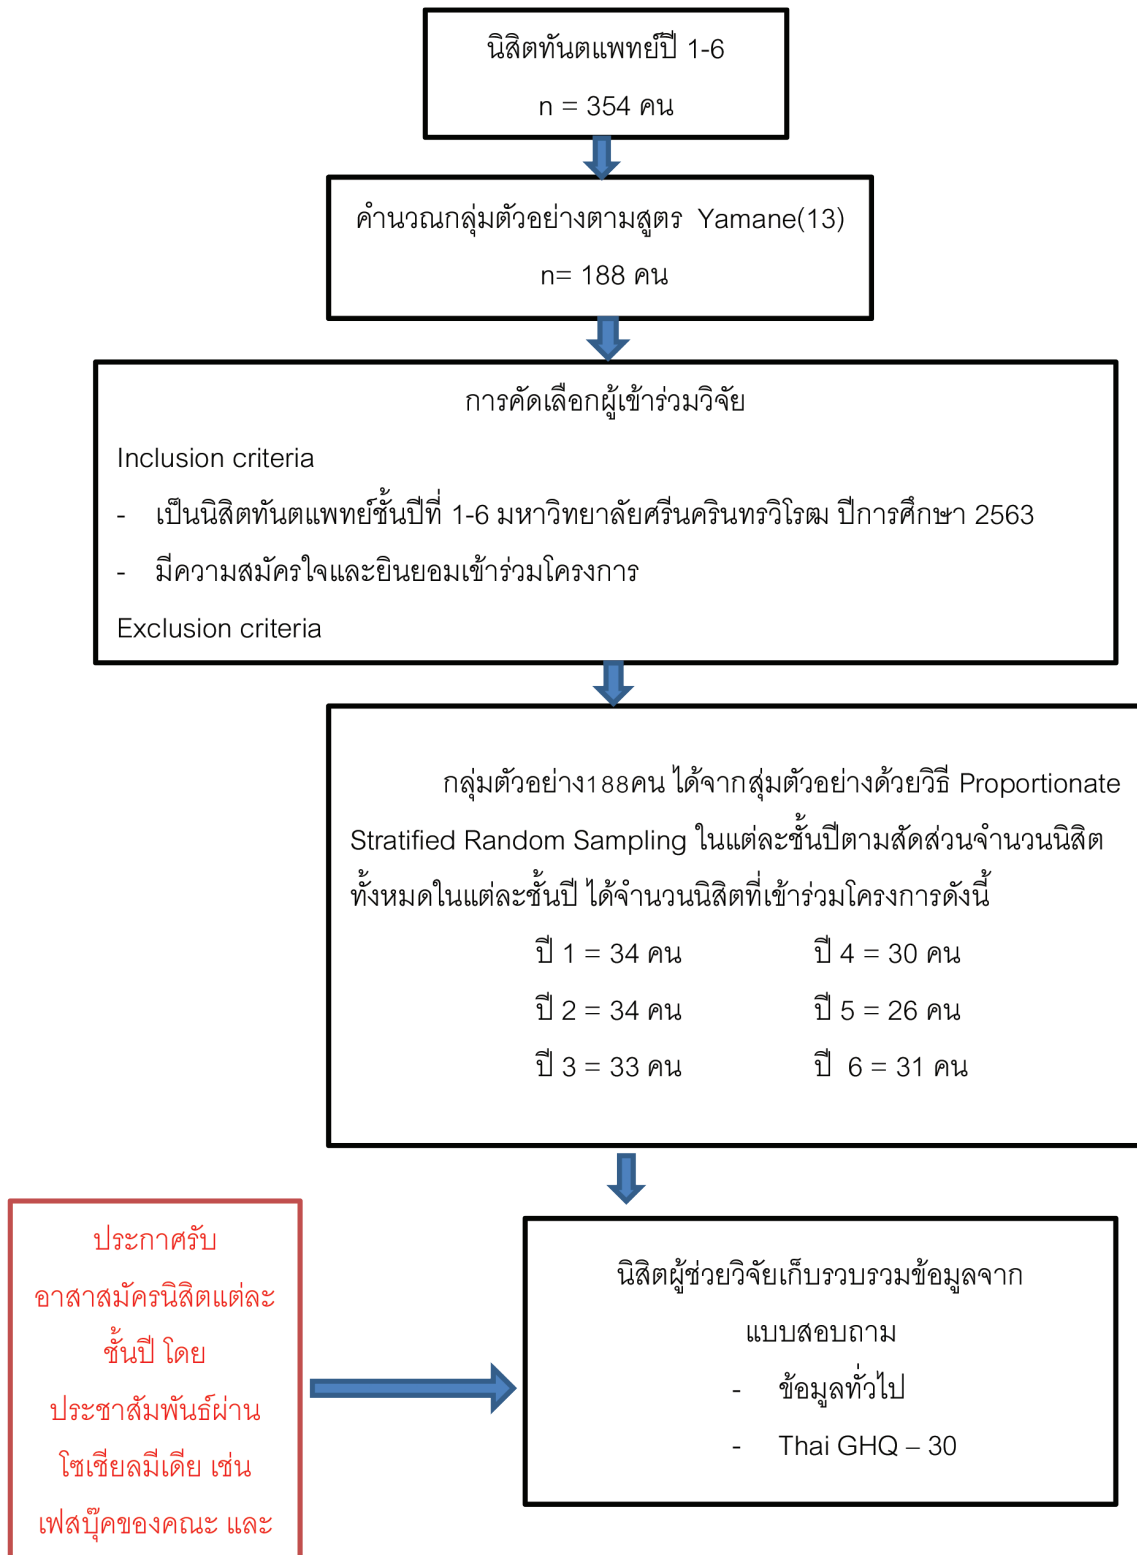 นิสิตทันตแพทย์ปี 1-6
n = 354 คน
คำนวณกลุ่มตัวอย่างตามสูตร Yamane(13)
n= 188 คน
การคัดเลือกผู้เข้าร่วมวิจัย
Inclusion criteria
- เป็นนิสิตทันตแพทย์ชั้นปีที่ 1-6 มหาวิทยาลัยศรีนครินทรวิโรฒ ปีการศึกษา 2563
- มีความสมัครใจและยินยอมเข้าร่วมโครงการ
Exclusion criteria
กลุ่มตัวอย่าง188คน ได้จากสุ่มตัวอย่างด้วยวิธี Proportionate
Stratified Random Sampling ในแต่ละชั้นปีตามสัดส่วนจำนวนนิสิต
ทั้งหมดในแต่ละชั้นปี ได้จำนวนนิสิตที่เข้าร่วมโครงการดังนี้
ปี 1 = 34 คน ปี 4 = 30 คน
ปี 2 = 34 คน ปี 5 = 26 คน
ปี 3 = 33 คน ปี 6 = 31 คน
ประกาศรับ
อาสาสมัครนิสิตแต่ละ
ชั้นปี โดย
ประชาสัมพันธ์ผ่าน
โซเชียลมีเดีย เช่น
เฟสบุ๊คของคณะ และ
นิสิตผู้ช่วยวิจัยเก็บรวบรวมข้อมูลจาก
แบบสอบถาม
- ข้อมูลทั่วไป
- Thai GHQ – 30